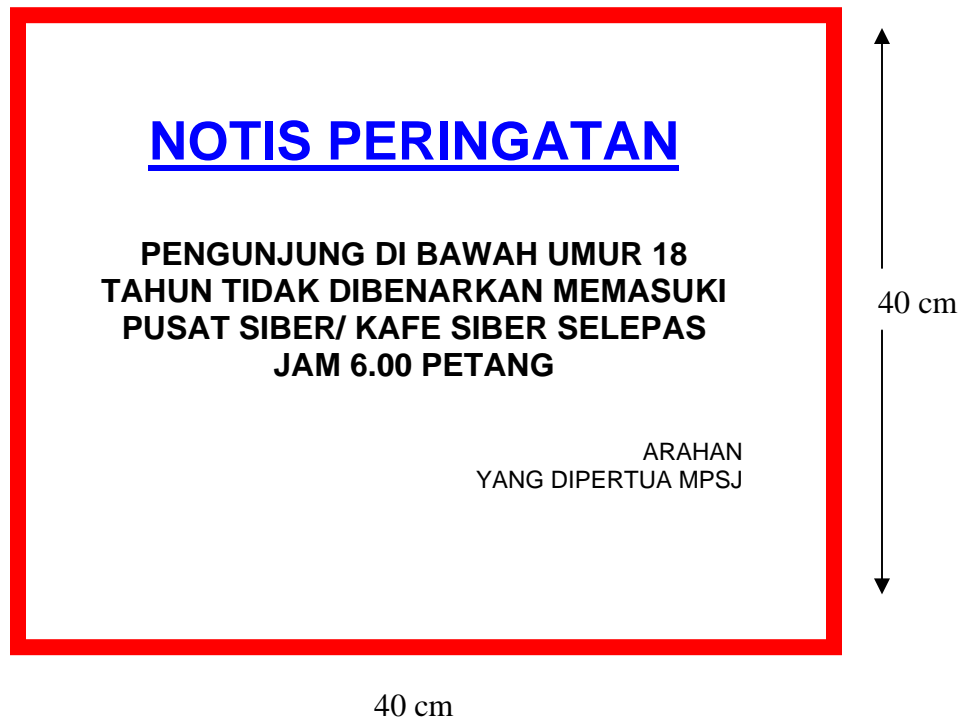 NOTIS PERINGATAN
PENGUNJUNG DI BAWAH UMUR 18
TAHUN TIDAK DIBENARKAN MEMASUKI
PUSAT SIBER/ KAFE SIBER SELEPAS
JAM 6.00 PETANG
ARAHAN
YANG DIPERTUA MPSJ
40 cm
40 cm